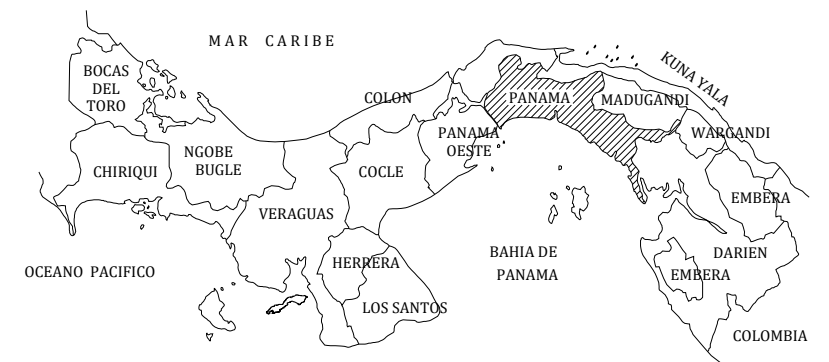 MAR CARIBE
BOCAS
DEL
TORO
COLON
PANAMA
KUNA YALA
MADUGANDI
WARGANDI
PANAMA
OESTE
NGOBE
BUGLE
CHIRIQUI
COCLE
VERAGUAS
EMBERA
HERRERA
BAHIA DE
PANAMA
DARIEN
EMBERA
OCEANO PACIFICO
LOS SANTOS
COLOMBIA